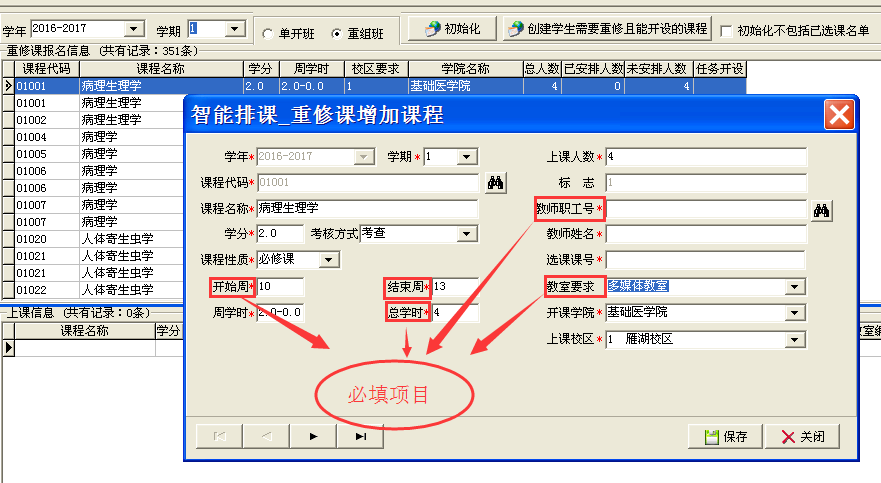 学年 2016-2017 学期 1 单开班 重组班 初始化 创建学生需要重修且能开设的课程 初始化不包括已选课名单
重修课报名信息 (共有记录：351条)
课程代码 课程名称 学分 周学时 校区要求 学院名称 总人数 已安排人数 未安排人数 任务开设
01001 病理生理学 2.0 2.0-0.0 1 基础医学院 4 0 4
01001 病理生理学
01002 病理生理学
01004 病理学
01005 病理学
01006 病理学
01006 病理学
01007 病理学
01007 病理学
01020 人体寄生虫学
01021 人体寄生虫学
01021 人体寄生虫学
01022 人体寄生虫学
上课信息 (共有记录：0条)
课程名称 学分
智能排课_重修课增加课程
学年* 2016-2017 学期* 1 上课人数* 4
课程代码* 01001 标 志 1
课程名称* 病理生理学 教师职工号*
学分* 2.0 考核方式 考查 教师姓名*
课程性质* 必修课 选课课号*
开始周* 10 结束周* 13 教室要求 多媒体教室
周学时* 2.0-0.0 总学时* 4 开课学院* 基础医学院
上课校区* 1 雁湖校区
必填项目
保存 关闭